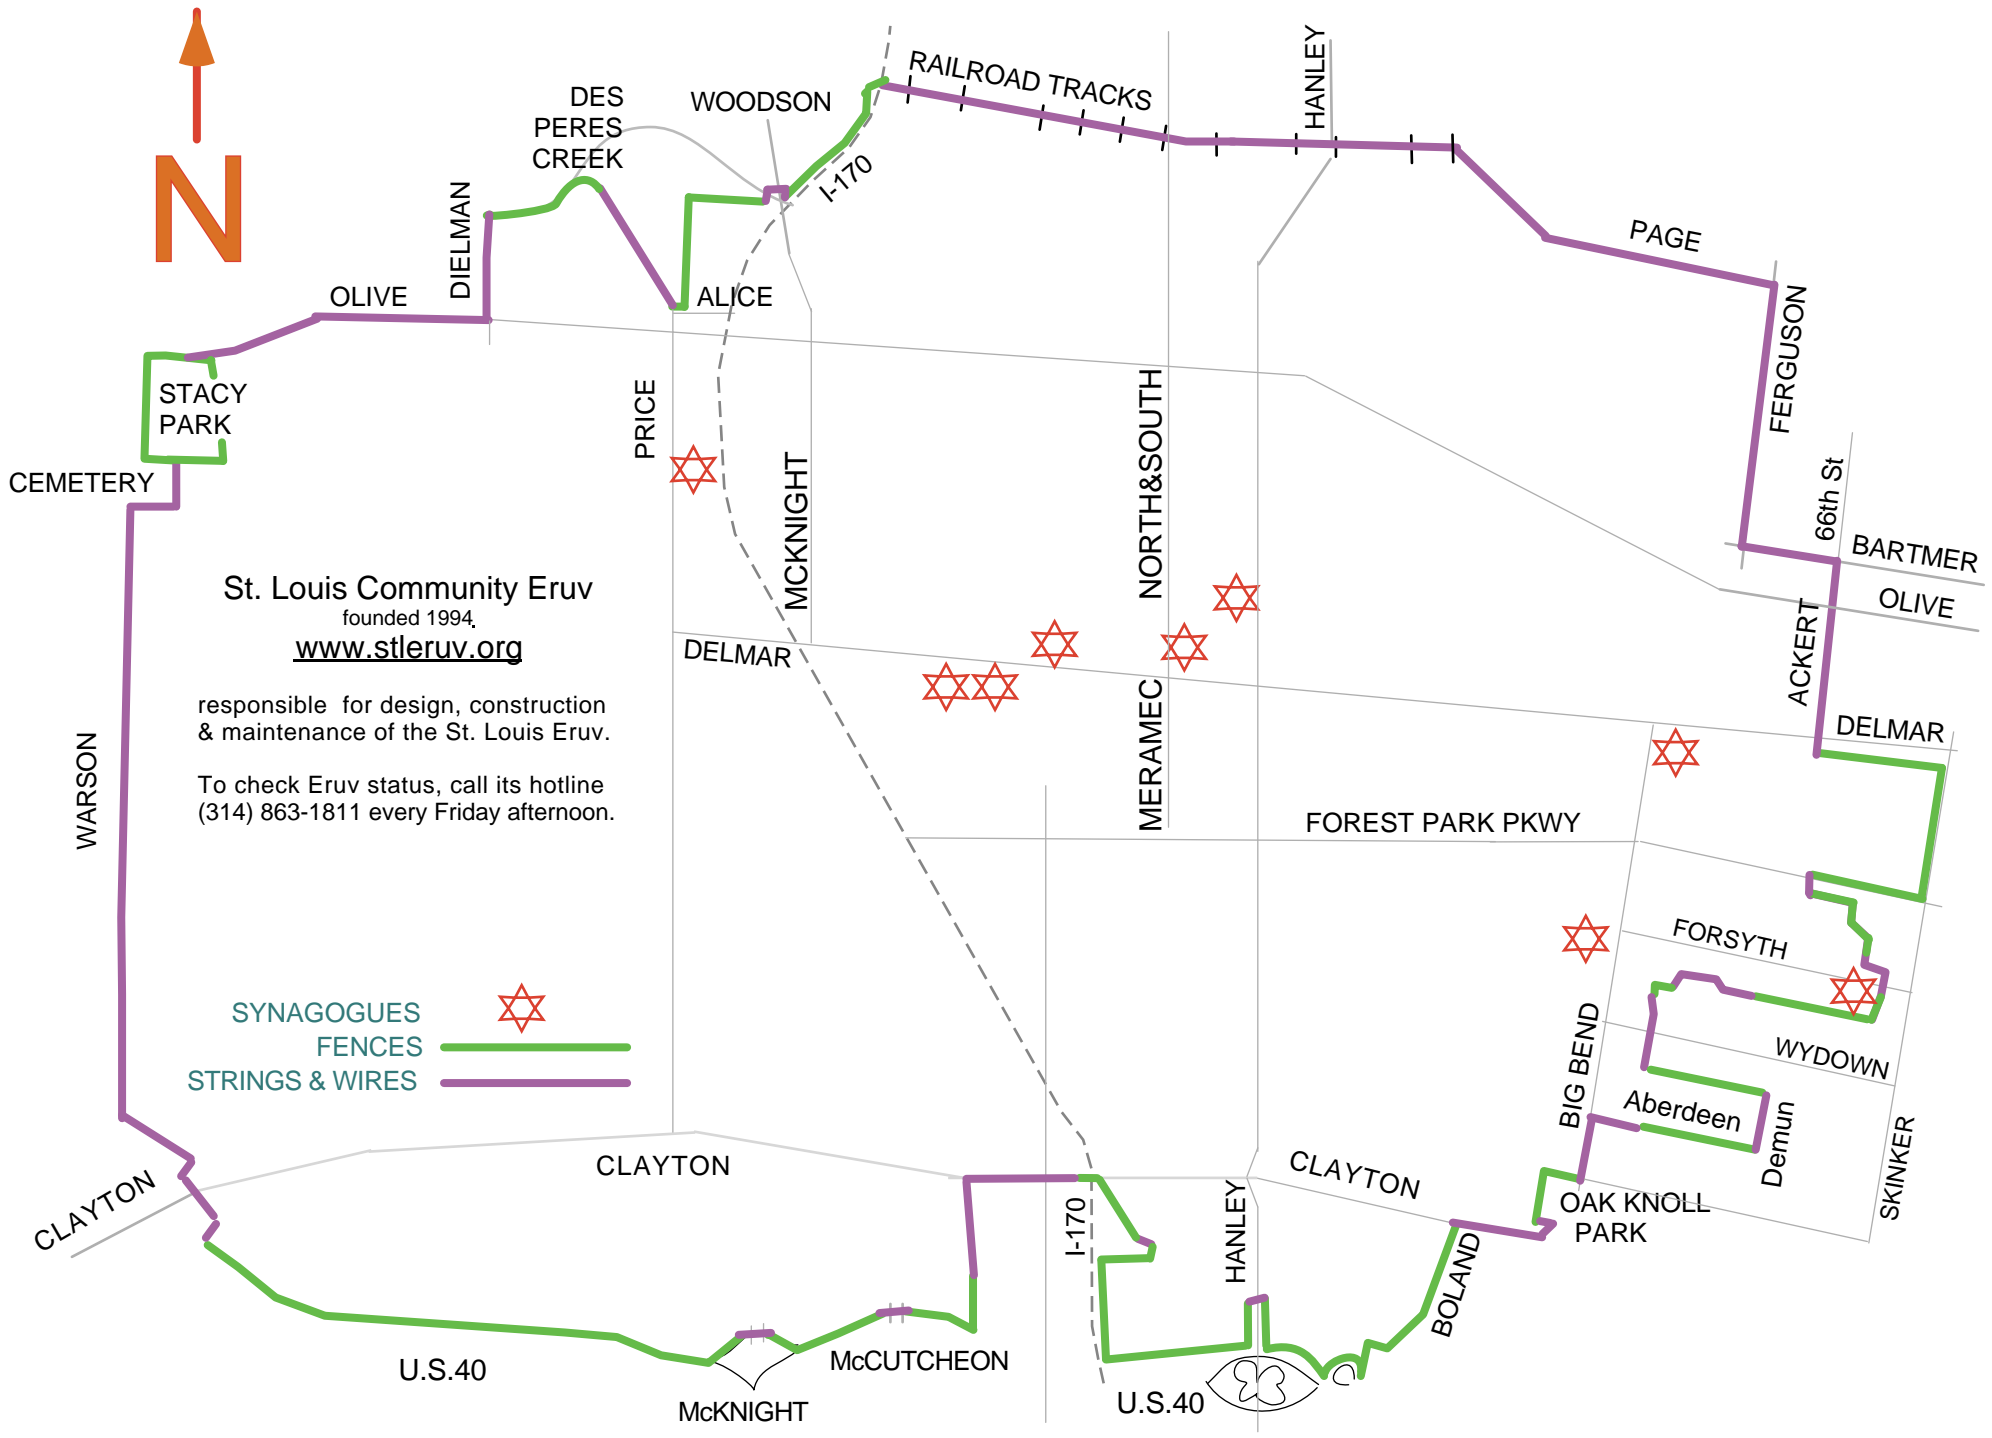 N
DES
PERES
CREEK
WOODSON
RAILROAD TRACKS
HANLEY
I-170
DIELMAN
PAGE
OLIVE
ALICE
FERGUSON
STACY
PARK
PRICE
NORTH&SOUTH
CEMETERY
MCKNIGHT
66th St
BARTMER
OLIVE
St. Louis Community Eruv
founded 1994.
www.stleruv.org
DELMAR
ACKERT
responsible for design, construction
& maintenance of the St. Louis Eruv.
MERAMEC
DELMAR
WARSON
To check Eruv status, call its hotline
(314) 863-1811 every Friday afternoon.
FOREST PARK PKWY
FORSYTH
SYNAGOGUES
FENCES
STRINGS & WIRES
WYDOWN
BIG BEND
Aberdeen
Demun
SKINKER
CLAYTON
CLAYTON
CLAYTON
OAK KNOLL
PARK
I-170
HANLEY
BOLAND
U.S.40
McCUTCHEON
McKNIGHT
U.S.40